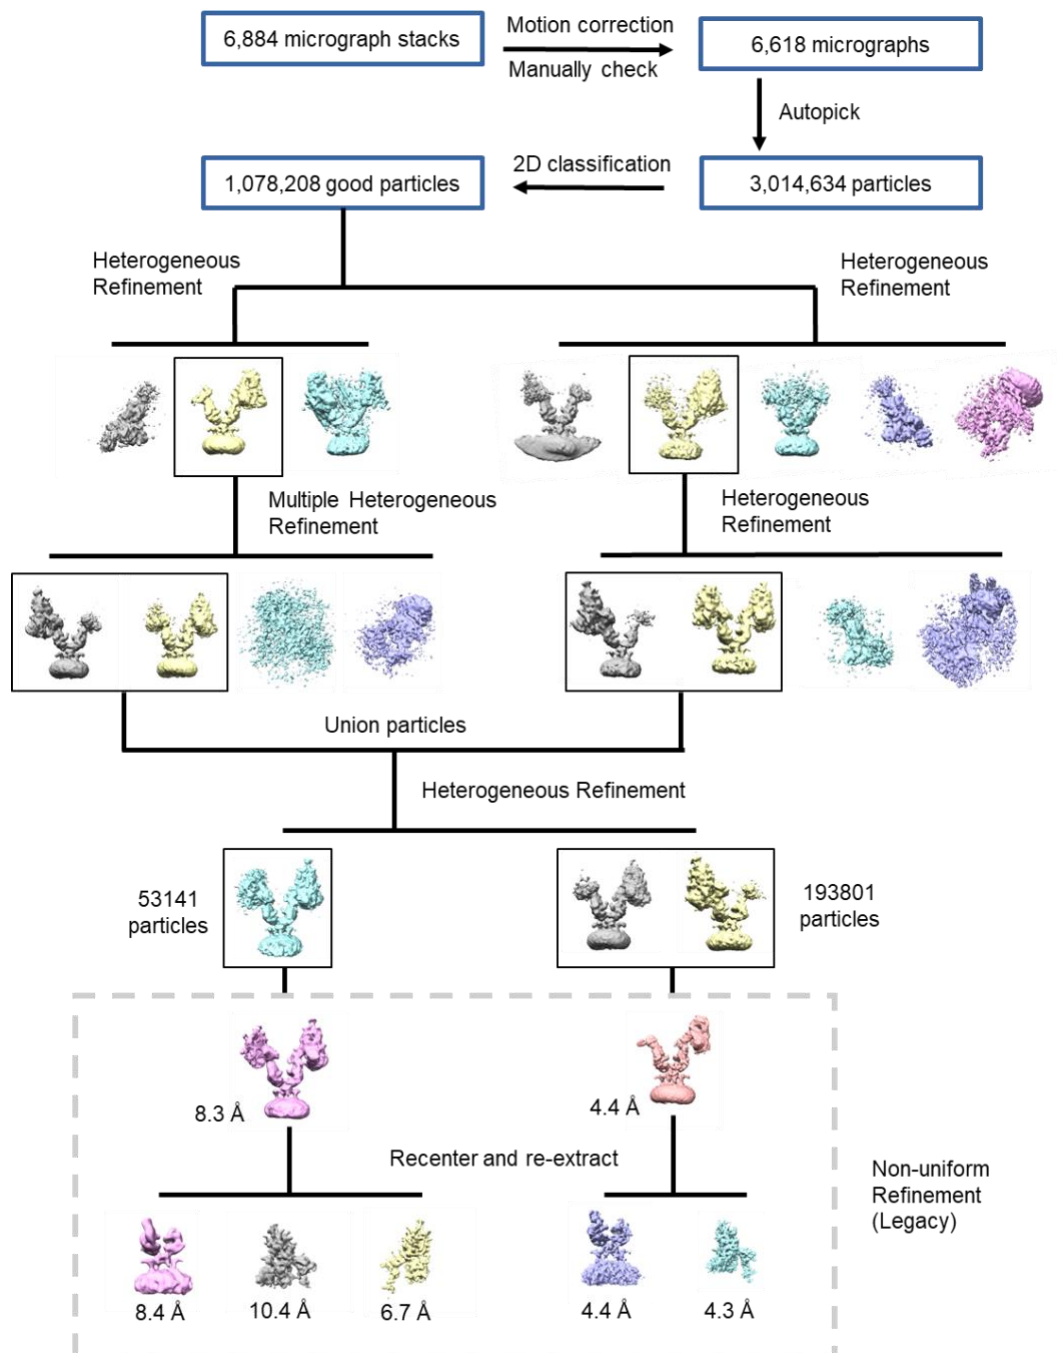 6,884 micrograph stacks
Motion correction
Manually check
6,618 micrographs
Autopick
1,078,208 good particles
2D classification
3,014,634 particles
Heterogeneous
Refinement
Heterogeneous
Refinement
Multiple Heterogeneous
Refinement
Heterogeneous
Refinement
Union particles
Heterogeneous Refinement
53141
particles
193801
particles
8.3 Å
4.4 Å
Recenter and re-extract
Non-uniform
Refinement
(Legacy)
8.4 Å
10.4 Å
6.7 Å
4.4 Å
4.3 Å